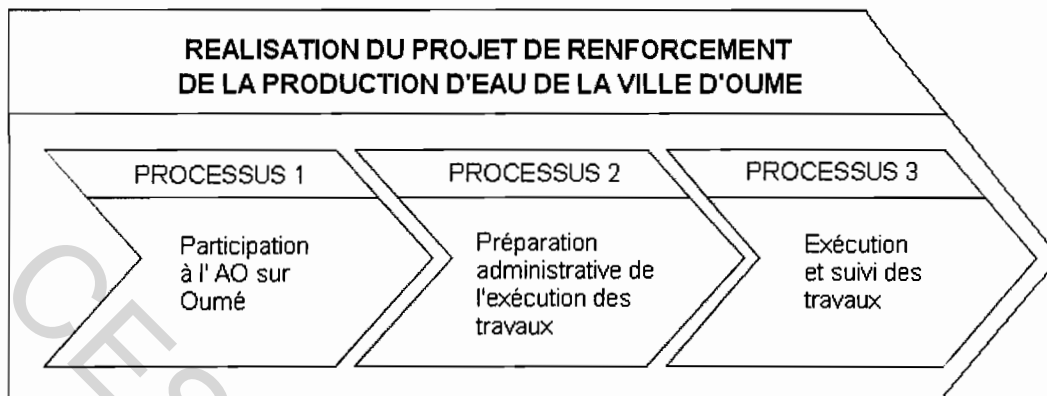 REALISATION DU PROJET DE RENFORCEMENT
DE LA PRODUCTION D'EAU DE LA VILLE D'OUME
PROCESSUS 1
Participation
à l' AO sur
Oumé
PROCESSUS 2
Préparation
administrative de
l'exécution des
travaux
PROCESSUS 3
Exécution
et suivi des
travaux